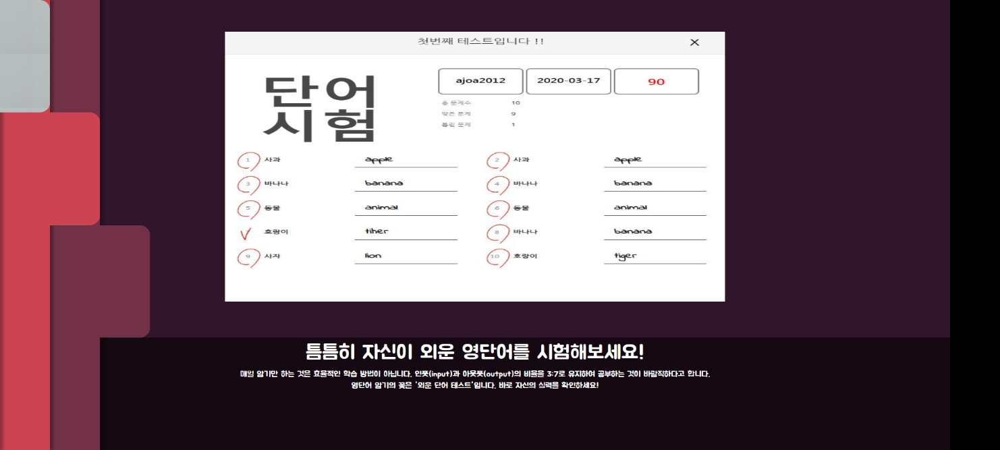 첫번째 테스트입니다 !!
단어
시험
ajoa2012 2020-03-17 90
총 문제수 10
맞은 문제 9
틀린 문제 1
1 사과 apple 2 사과 apple
3 바나나 banana 4 바나나 banana
5 동물 animal 6 동물 animal
호랑이 tiher 8 바나나 banana
9 사자 lion 10 호랑이 tiger
틈틈히 자신이 외운 영단어를 시험해보세요!
매일 암기만 하는 것은 효율적인 학습 방법이 아닙니다. 인풋(input)과 아웃풋(output)의 비율을 3:7로 유지하여 공부하는 것이 바람직하다고 합니다.
영단어 암기의 꽃은 '외운 단어 테스트'입니다. 바로 자신의 실력을 확인하세요!